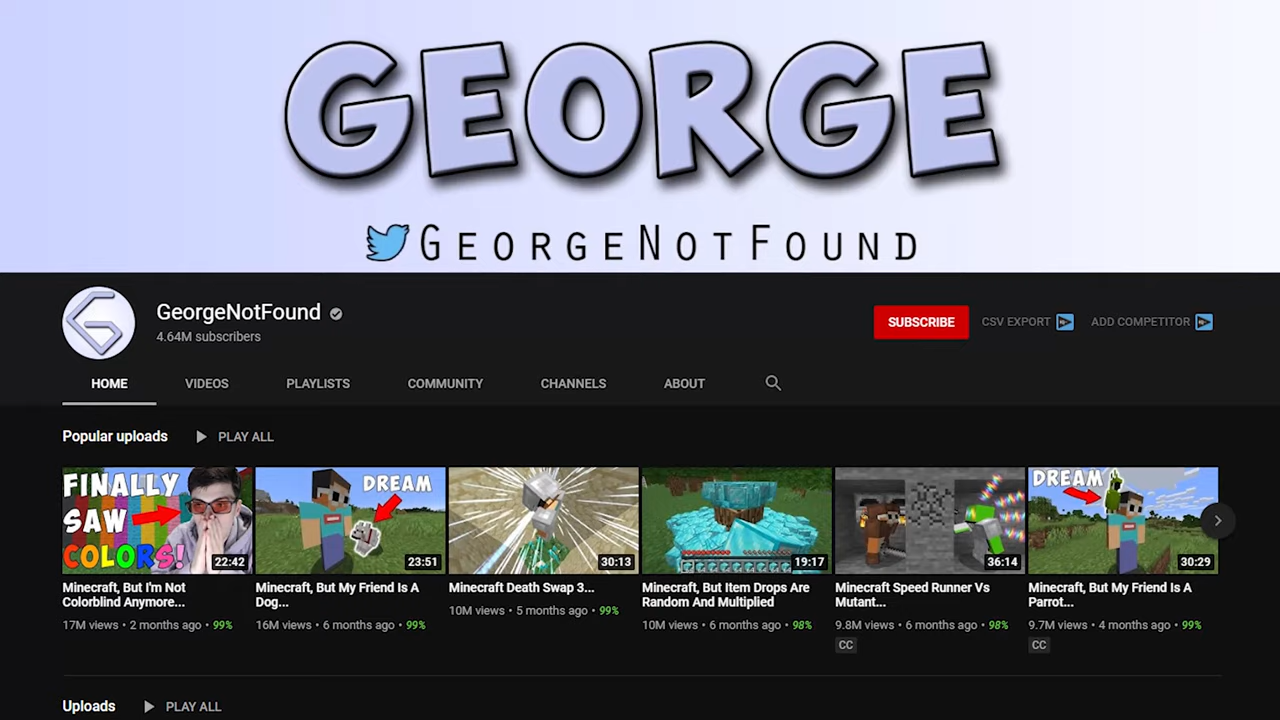 GEORGE
GEORGENOTFOUND
GeorgeNotFound
4.64M subscribers
SUBSCRIBE
CSV EXPORT
ADD COMPETITOR
HOME
VIDEOS
PLAYLISTS
COMMUNITY
CHANNELS
ABOUT
Popular uploads
PLAY ALL
FINALLY
SAW
COLORS!
22:42
Minecraft, But I'm Not
Colorblind Anymore...
17M views • 2 months ago • 99%
DREAM
23:51
Minecraft, But My Friend Is A
Dog...
16M views • 6 months ago • 99%
30:13
Minecraft Death Swap 3...
10M views • 5 months ago • 99%
19:17
Minecraft, But Item Drops Are
Random And Multiplied
10M views • 6 months ago • 98%
36:14
Minecraft Speed Runner Vs
Mutant...
9.8M views • 6 months ago • 98%
CC
DREAM
30:29
Minecraft, But My Friend Is A
Parrot...
9.7M views • 4 months ago • 99%
CC
Uploads
PLAY ALL